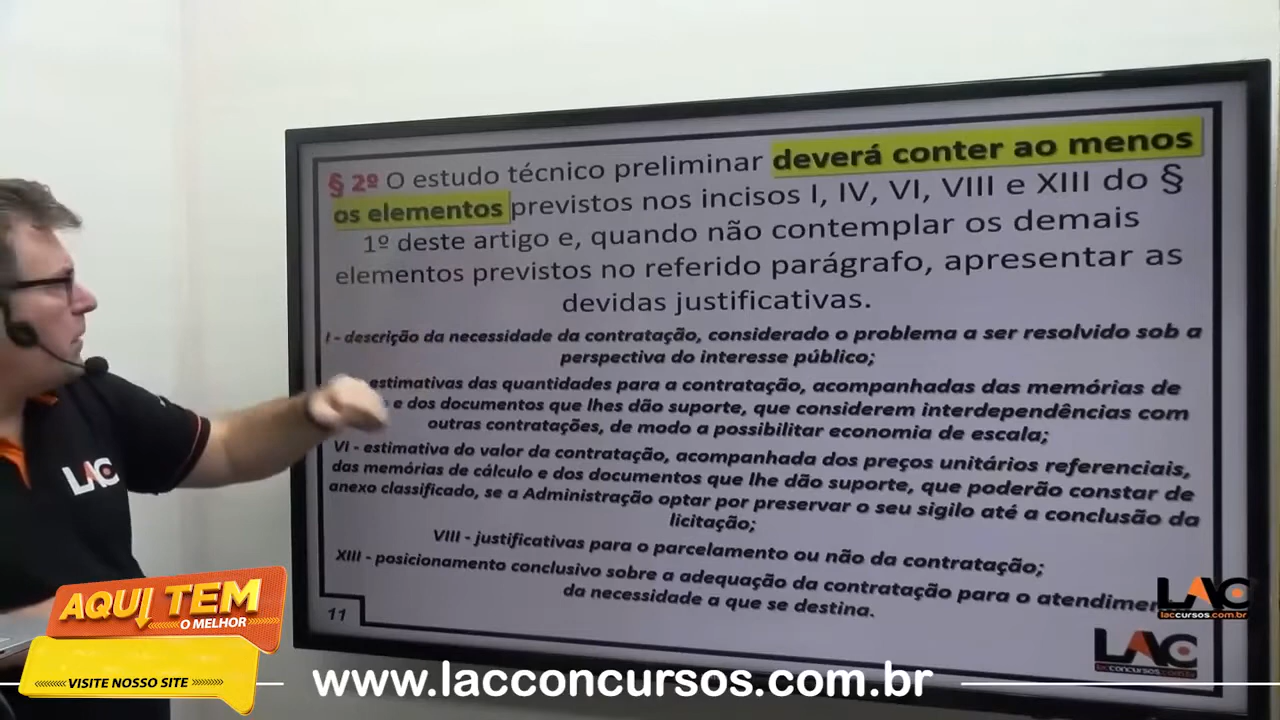 § 2º O estudo técnico preliminar deverá conter ao menos
os elementos previstos nos incisos I, IV, VI, VIII e XIII do §
1º deste artigo e, quando não contemplar os demais
elementos previstos no referido parágrafo, apresentar as
devidas justificativas.
I - descrição da necessidade da contratação, considerado o problema a ser resolvido sob a
perspectiva do interesse público;
estimativas das quantidades para a contratação, acompanhadas das memórias de
e dos documentos que lhes dão suporte, que considerem interdependências com
outras contratações, de modo a possibilitar economia de escala;
VI - estimativa do valor da contratação, acompanhada dos preços unitários referenciais,
das memórias de cálculo e dos documentos que lhe dão suporte, que poderão constar de
anexo classificado, se a Administração optar por preservar o seu sigilo até a conclusão da
licitação;
VIII - justificativas para o parcelamento ou não da contratação;
XIII - posicionamento conclusivo sobre a adequação da contratação para o
da necessidade a que se destina.
11
LAC
laccursos.com.br
LAC
LAC
AQUI TEM
O MELHOR
VISITE NOSSO SITE
www.lacconcursos.com.br